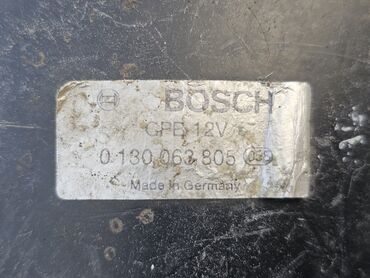 BOSCH
GPB 12V
0 130 063 805
Made in Germany